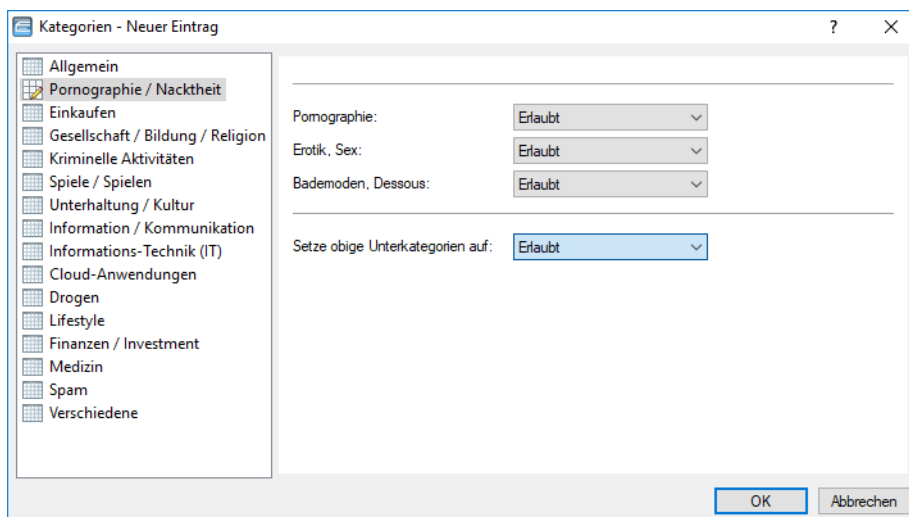 Kategorien - Neuer Eintrag
Allgemein
Pornographie / Nacktheit
Einkaufen
Gesellschaft / Bildung / Religion
Kriminelle Aktivitäten
Spiele / Spielen
Unterhaltung / Kultur
Information / Kommunikation
Informations-Technik (IT)
Cloud-Anwendungen
Drogen
Lifestyle
Finanzen / Investment
Medizin
Spam
Verschiedene
Pornographie: Erlaubt
Erotik, Sex: Erlaubt
Bademoden, Dessous: Erlaubt
Setze obige Unterkategorien auf: Erlaubt
OK Abbrechen